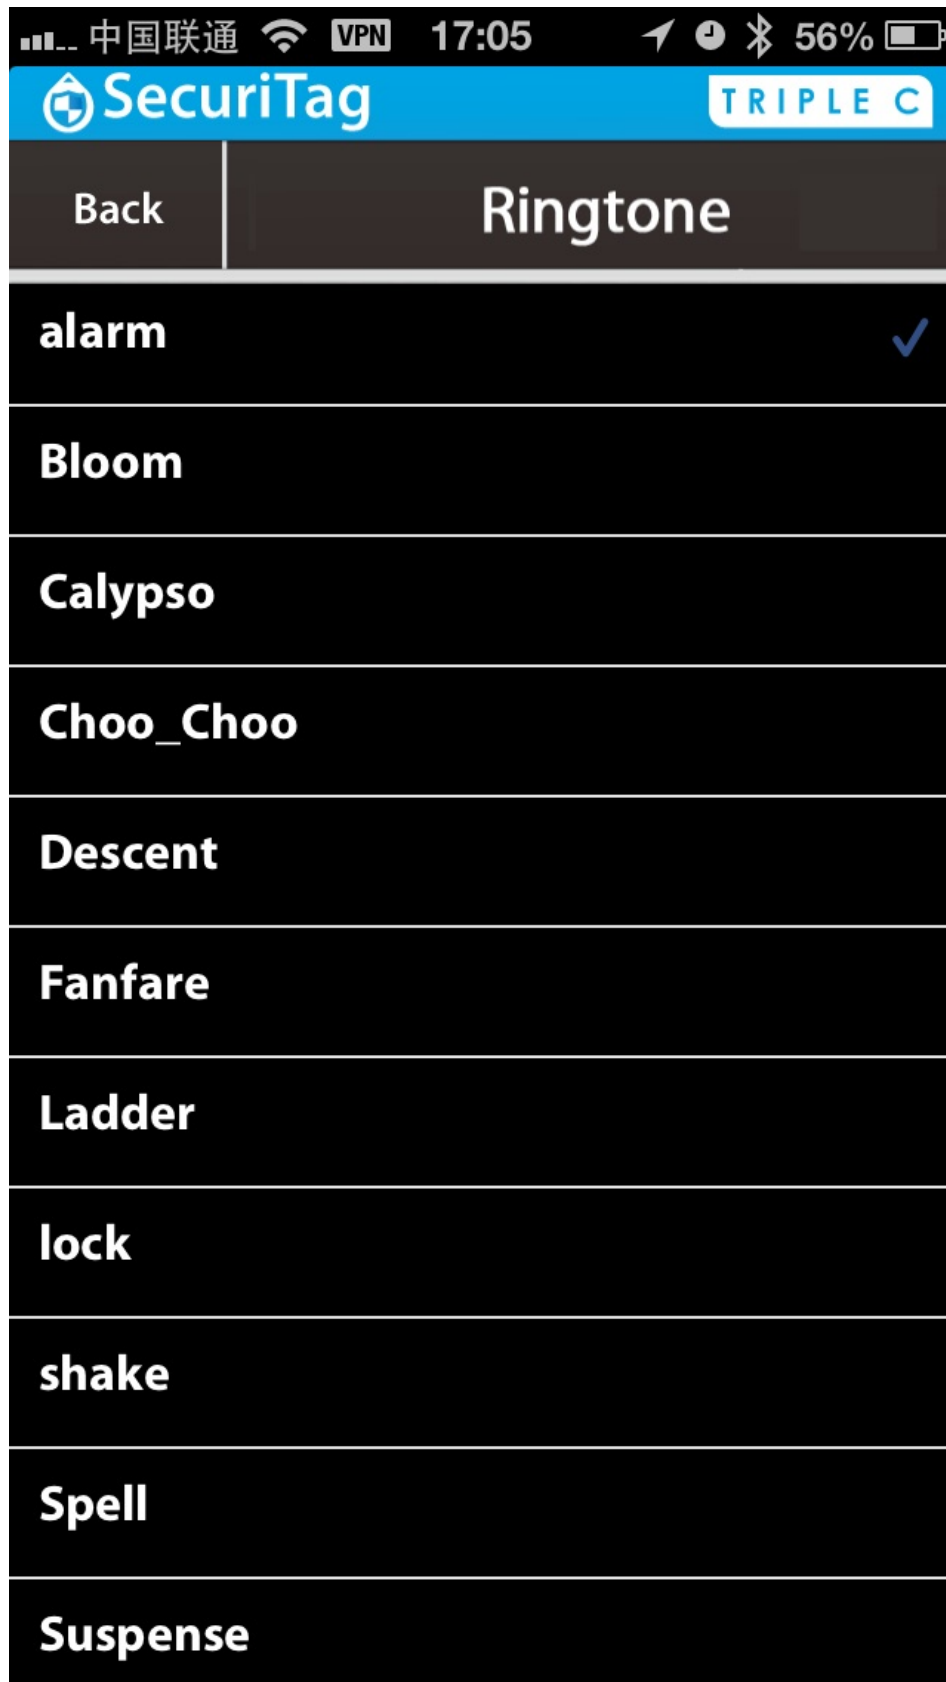 中国联通 VPN 17:05 56%
SecuriTag TRIPLE C
Back Ringtone
alarm
Bloom
Calypso
Choo_Choo
Descent
Fanfare
Ladder
lock
shake
Spell
Suspense